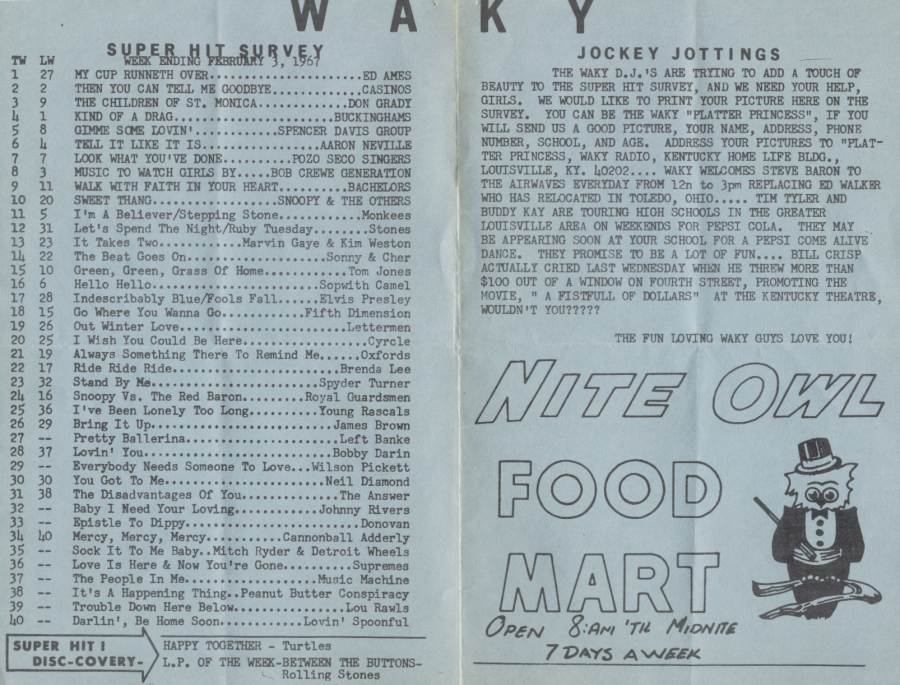 WAKY
SUPER HIT SURVEY
WEEK ENDING FEBRUARY 3, 1967
TW LW
1 27 MY CUP RUNNETH OVER......................ED AMES
2 2 THEN YOU CAN TELL ME GOODBYE............CASINOS
3 9 THE CHILDREN OF ST. MONICA.............DON GRADY
4 1 KIND OF A DRAG.......................BUCKINGHAMS
5 8 GIMME SOME LOVIN'............SPENCER DAVIS GROUP
6 4 TELL IT LIKE IT IS.................AARON NEVILLE
7 7 LOOK WHAT YOU'VE DONE..........POZO SECO SINGERS
8 3 MUSIC TO WATCH GIRLS BY.....BOB CREWE GENERATION
9 11 WALK WITH FAITH IN YOUR HEART..........BACHELORS
10 20 SWEET THANG..................SNOOPY & THE OTHERS
11 5 I'm A Believer/Stepping Stone............Monkees
12 31 Let's Spend The Night/Ruby Tuesday........Stones
13 23 It Takes Two............Marvin Gaye & Kim Weston
14 22 The Beat Goes On....................Sonny & Cher
15 10 Green, Green, Grass Of Home............Tom Jones
16 6 Hello Hello........................Sopwith Camel
17 28 Indescribably Blue/Fools Fall......Elvis Presley
18 15 Go Where You Wanna Go............Fifth Dimension
19 26 Out Winter Love........................Lettermen
20 25 I Wish You Could Be Here..................Cyrcle
21 19 Always Something There To Remind Me......Oxfords
22 17 Ride Ride Ride........................Brenda Lee
23 32 Stand By Me........................Spyder Turner
24 16 Snoopy Vs. The Red Baron.........Royal Guardsmen
25 36 I've Been Lonely Too Long..........Young Rascals
26 29 Bring It Up..........................James Brown
27 -- Pretty Ballerina......................Left Banke
28 37 Lovin' You..........................Bobby Darin
29 -- Everybody Needs Someone To Love...Wilson Pickett
30 30 You Got To Me.......................Neil Diamond
31 38 The Disadvantages Of You..............The Answer
32 -- Baby I Need Your Loving............Johnny Rivers
33 -- Epistle To Dippy.........................Donovan
34 40 Mercy, Mercy, Mercy............Cannonball Adderly
35 -- Sock It To Me Baby..Mitch Ryder & Detroit Wheels
36 -- Love Is Here & Now You're Gone..........Supremes
37 -- The People In Me...................Music Machine
38 -- It's A Happening Thing..Peanut Butter Conspiracy
39 -- Trouble Down Here Below................Lou Rawls
40 -- Darlin', Be Home Soon............Lovin' Spoonful
SUPER HIT I
DISC-COVERY-
HAPPY TOGETHER - Turtles
L.P. OF THE WEEK-BETWEEN THE BUTTONS-
Rolling Stones
JOCKEY JOTTINGS
THE WAKY D.J.'S ARE TRYING TO ADD A TOUCH OF
BEAUTY TO THE SUPER HIT SURVEY, AND WE NEED YOUR HELP,
GIRLS. WE WOULD LIKE TO PRINT YOUR PICTURE HERE ON THE
SURVEY. YOU CAN BE THE WAKY "PLATTER PRINCESS", IF YOU
WILL SEND US A GOOD PICTURE, YOUR NAME, ADDRESS, PHONE
NUMBER, SCHOOL, AND AGE. ADDRESS YOUR PICTURES TO "PLAT-
TER PRINCESS, WAKY RADIO, KENTUCKY HOME LIFE BLDG.,
LOUISVILLE, KY. 40202.... WAKY WELCOMES STEVE BARON TO
THE AIRWAVES EVERYDAY FROM 12n to 3pm REPLACING ED WALKER
WHO HAS RELOCATED IN TOLEDO, OHIO..... TIM TYLER AND
BUDDY KAY ARE TOURING HIGH SCHOOLS IN THE GREATER
LOUISVILLE AREA ON WEEKENDS FOR PEPSI COLA. THEY MAY
BE APPEARING SOON AT YOUR SCHOOL FOR A PEPSI COME ALIVE
DANCE. THEY PROMISE TO BE A LOT OF FUN.... BILL CRISP
ACTUALLY CRIED LAST WEDNESDAY WHEN HE THREW MORE THAN
$100 OUT OF A WINDOW ON FOURTH STREET, PROMOTING THE
MOVIE, " A FISTFULL OF DOLLARS" AT THE KENTUCKY THEATRE,
WOULDN'T YOU?????
THE FUN LOVING WAKY GUYS LOVE YOU!
NITE OWL
FOOD
MART
OPEN 8:AM 'TIL MIDNITE
7 DAYS A WEEK